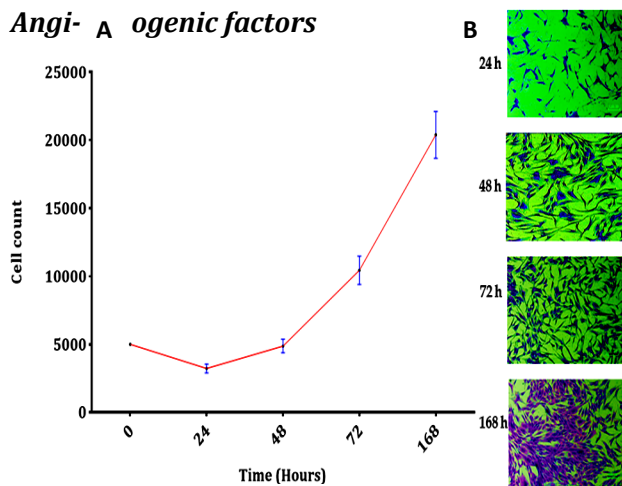 Angi- A ogenic factors
B
25000
20000
15000
10000
5000
0
Cell count
0
24
48
72
168
Time (Hours)
24 h
48 h
72 h
168 h